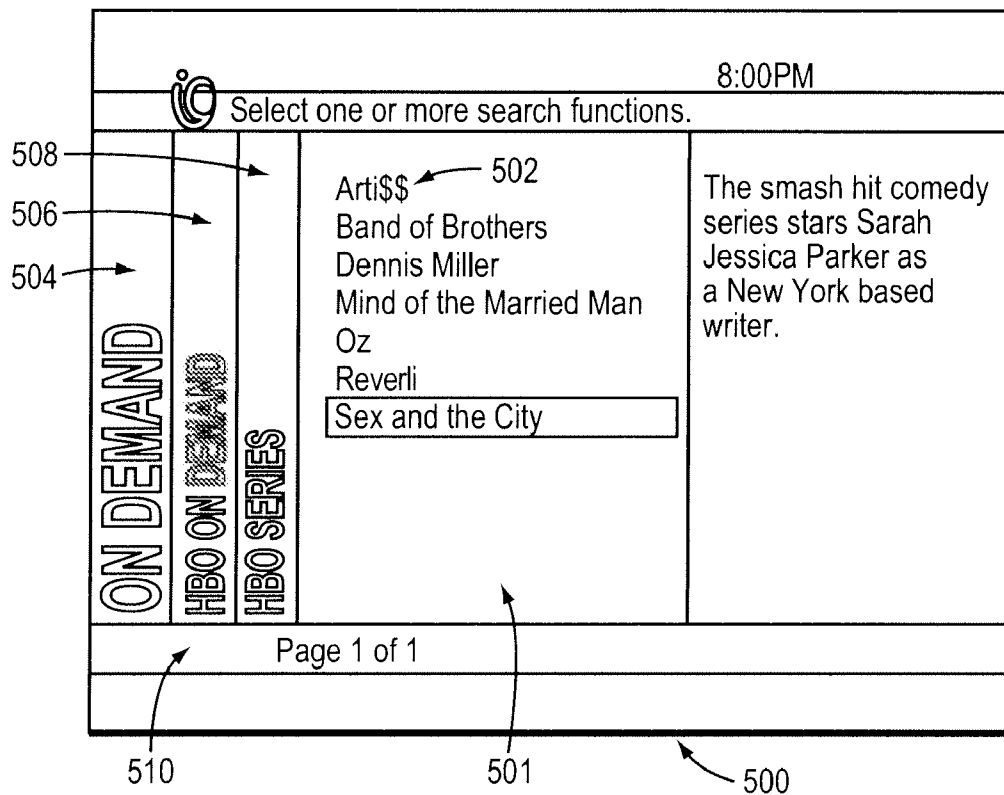 8:00PM
iG Select one or more search functions.
508
506
504
ON DEMAND
HBO ON DEMAND
HBO SERIES
Arti$$
502
Band of Brothers
Dennis Miller
Mind of the Married Man
Oz
Reverli
Sex and the City
The smash hit comedy
series stars Sarah
Jessica Parker as
a New York based
writer.
Page 1 of 1
510
501
500